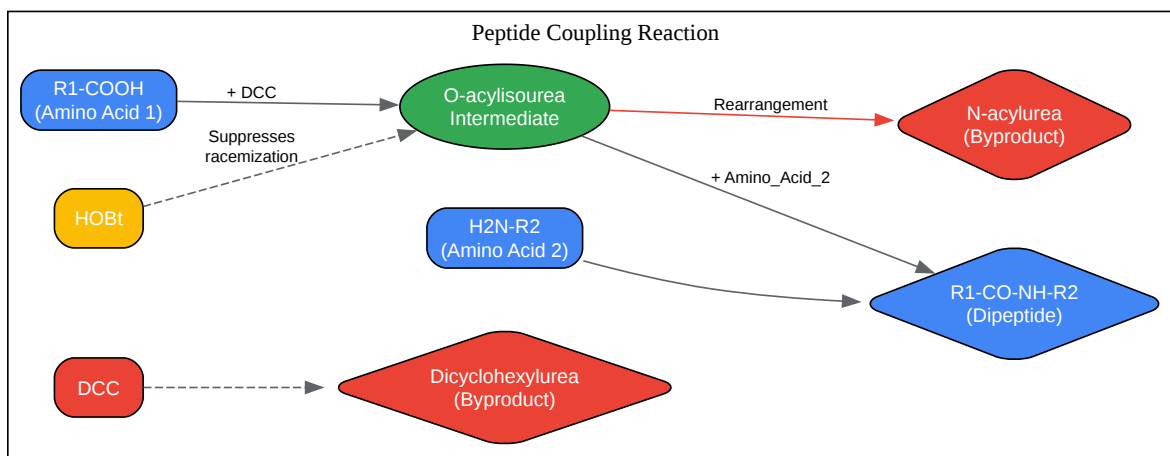 Peptide Coupling Reaction
R1-COOH
(Amino Acid 1)
+ DCC
O-acylisourea
Intermediate
Rearrangement
N-acylurea
(Byproduct)
Suppresses
racemization
HOBt
+ Amino_Acid_2
H2N-R2
(Amino Acid 2)
R1-CO-NH-R2
(Dipeptide)
DCC
Dicyclohexylurea
(Byproduct)